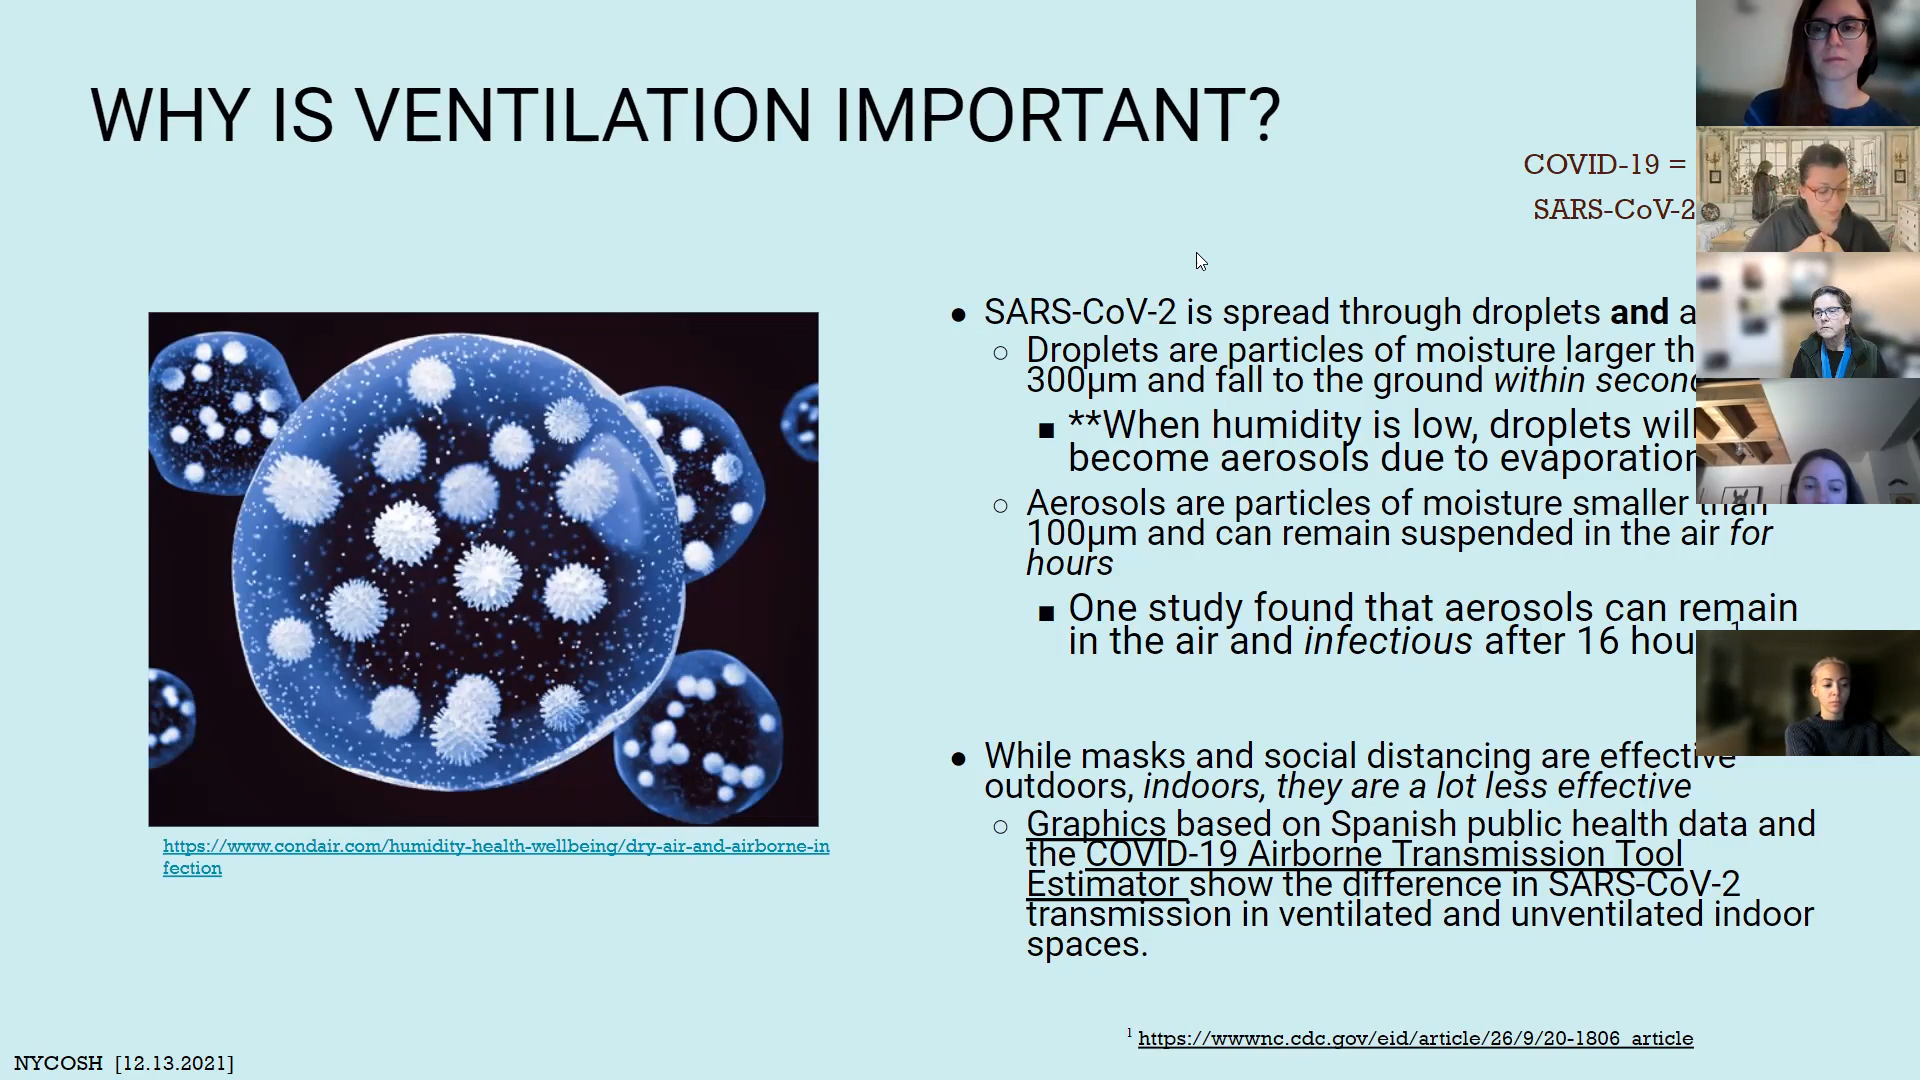 WHY IS VENTILATION IMPORTANT?
COVID-19 =
SARS-CoV-2
● SARS-CoV-2 is spread through droplets and
○ Droplets are particles of moisture larger
300µm and fall to the ground within
■ **When humidity is low, droplets will
become aerosols due to evaporation
○ Aerosols are particles of moisture smaller than
100µm and can remain suspended in the air for
hours
■ One study found that aerosols can remain
in the air and infectious after 16
● While masks and social distancing are effective
outdoors, indoors, they are a lot less effective
○ Graphics based on Spanish public health data and
the COVID-19 Airborne Transmission Tool
Estimator show the difference in SARS-CoV-2
transmission in ventilated and unventilated indoor
spaces.
https://www.condair.com/humidity-health-wellbeing/dry-air-and-airborne-in
fection
1 https://wwwnc.cdc.gov/eid/article/26/9/20-1806_article
NYCOSH [12.13.2021]